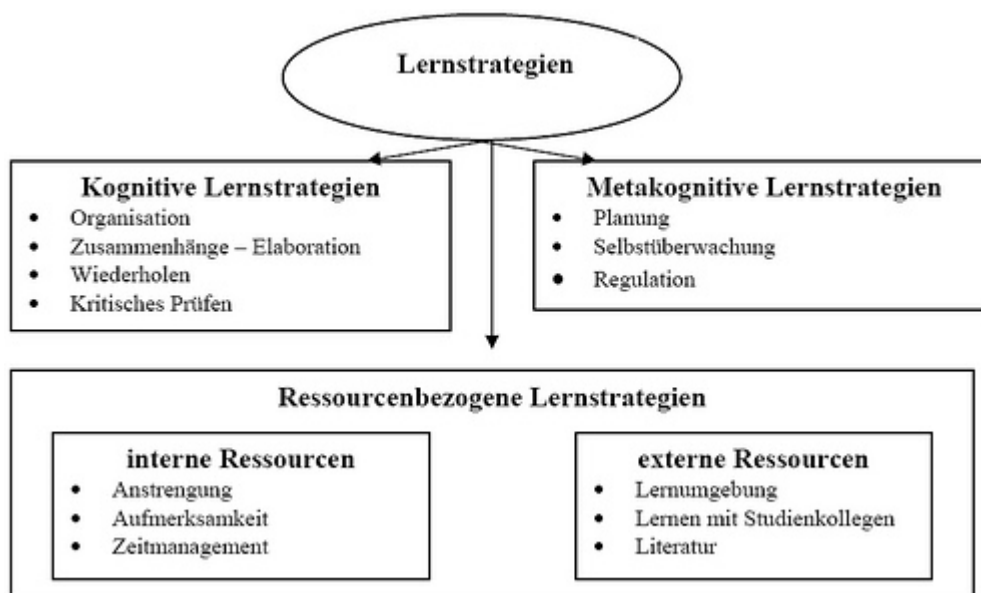 Lernstrategien
Kognitive Lernstrategien
• Organisation
• Zusammenhänge – Elaboration
• Wiederholen
• Kritisches Prüfen
Metakognitive Lernstrategien
• Planung
• Selbstüberwachung
• Regulation
Ressourcenbezogene Lernstrategien
interne Ressourcen
• Anstrengung
• Aufmerksamkeit
• Zeitmanagement
externe Ressourcen
• Lernumgebung
• Lernen mit Studienkollegen
• Literatur